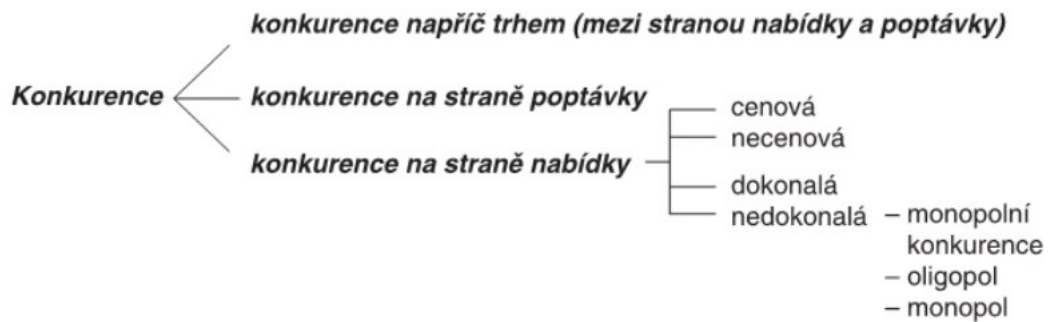 konkurence napříč trhem (mezi stranou nabídky a poptávky)
Konkurence
konkurence na straně poptávky
cenová
necenová
konkurence na straně nabídky
dokonalá
nedokonalá
– monopolní
konkurence
– oligopol
– monopol